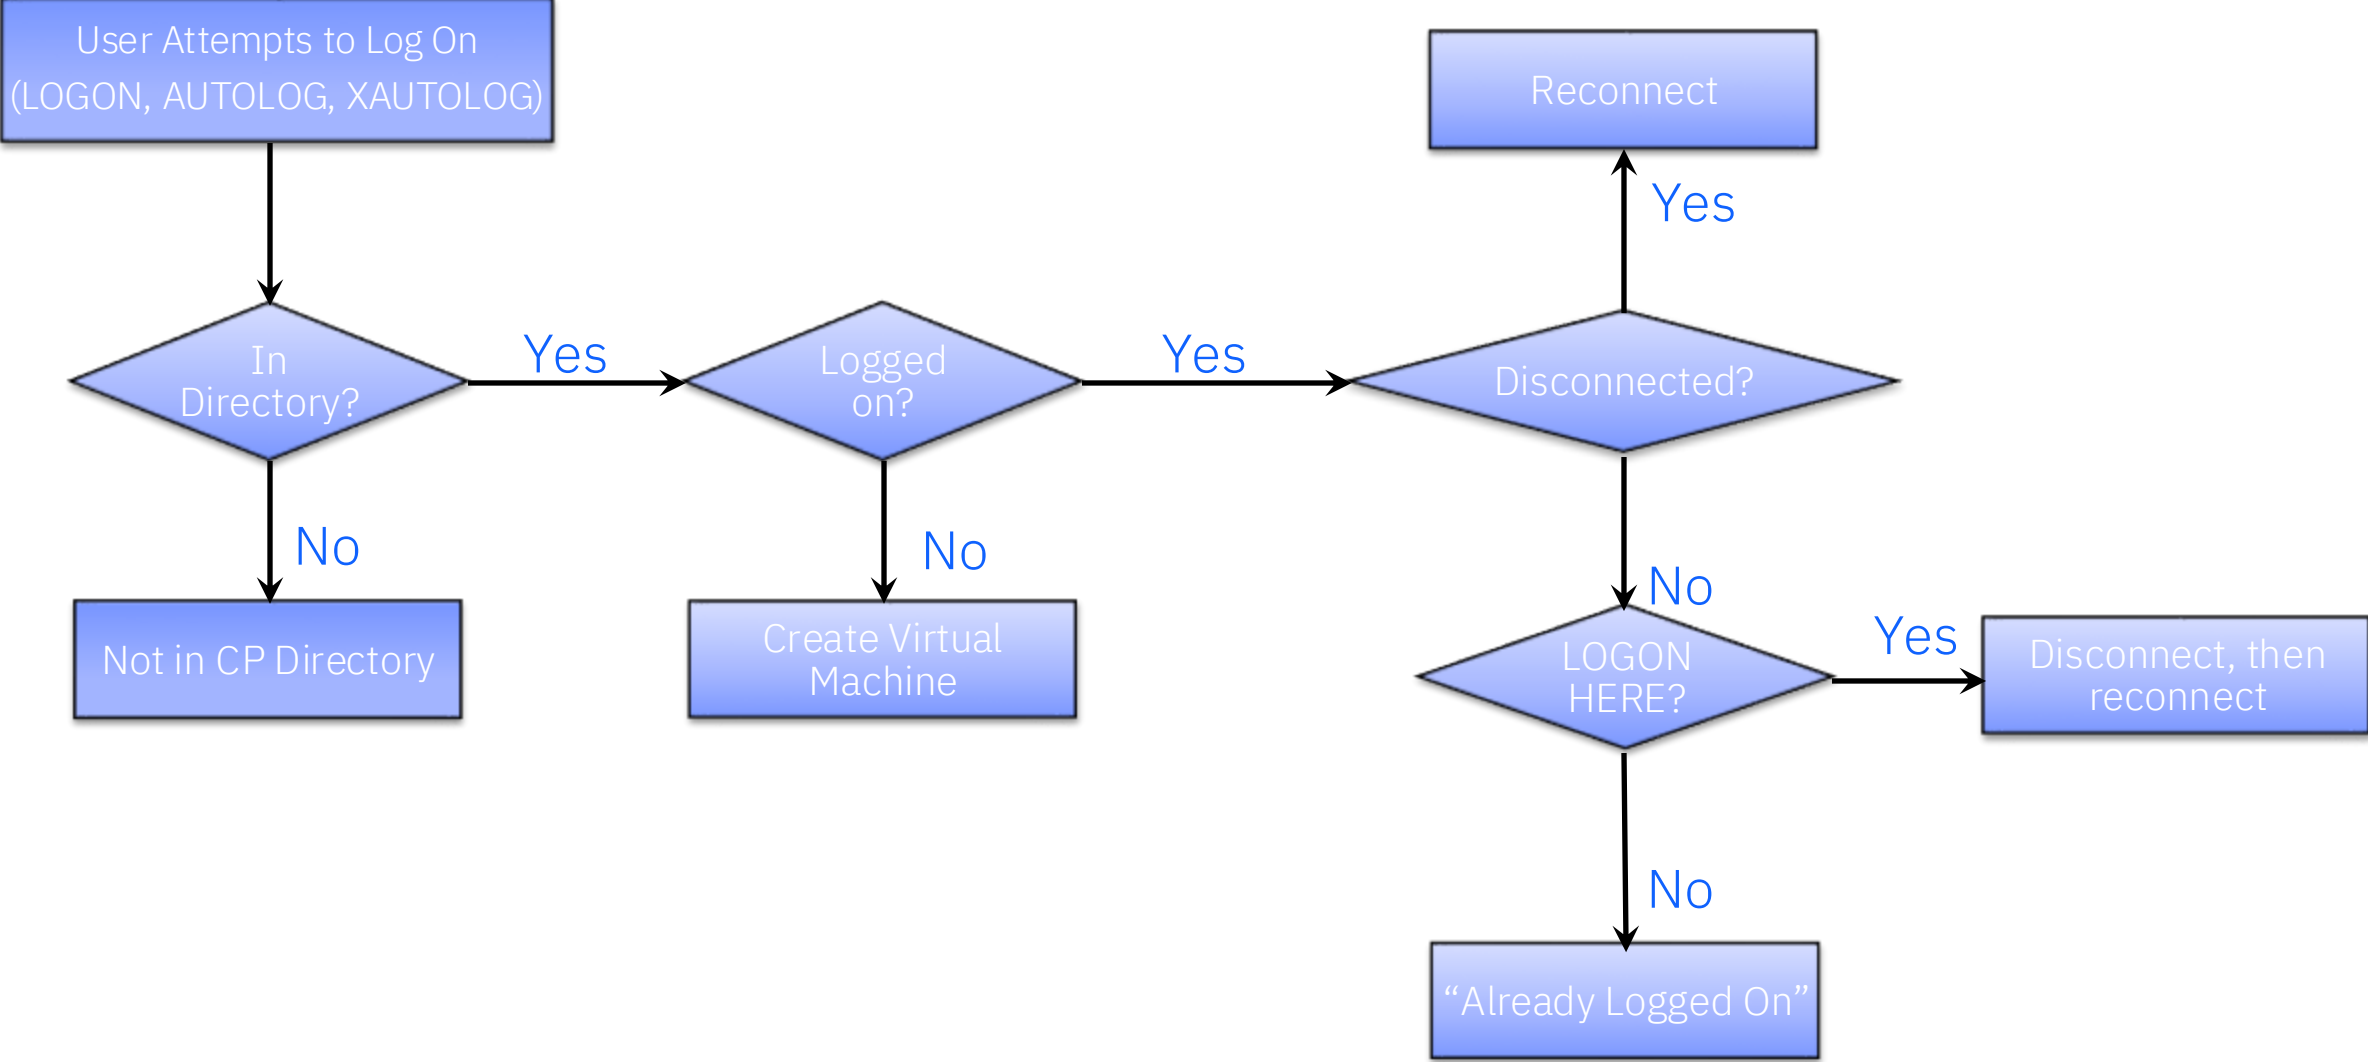 User Attempts to Log On
(LOGON, AUTOLOG, XAUTOLOG)
Reconnect
Yes
In
Directory?
Yes
Logged
on?
Yes
Disconnected?
No
No
No
Not in CP Directory
Create Virtual
Machine
LOGON
HERE?
Yes
Disconnect, then
reconnect
No
“Already Logged On”